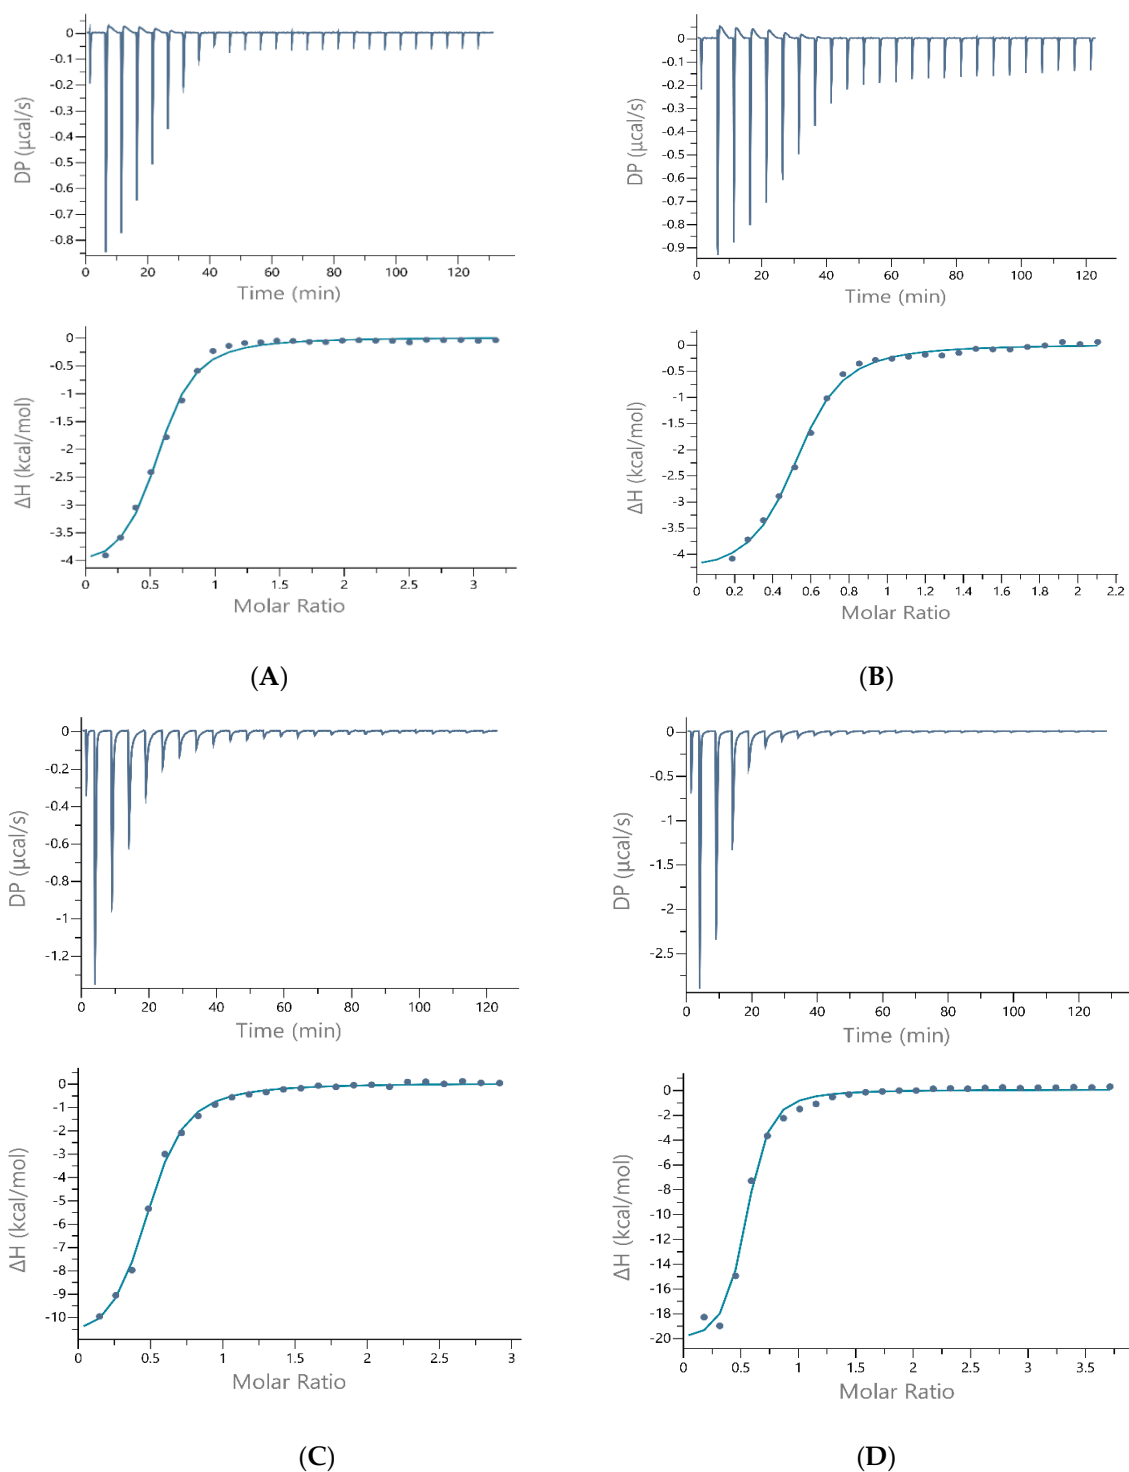 0
-0.1
-0.2
-0.3
-0.4
-0.5
-0.6
-0.7
-0.8
DP (µcal/s)
0 20 40 60 80 100 120
Time (min)
0
-0.5
-1
-1.5
-2
-2.5
-3
-3.5
-4
ΔH (kcal/mol)
0 0.5 1 1.5 2 2.5 3
Molar Ratio
(A)
0
-0.1
-0.2
-0.3
-0.4
-0.5
-0.6
-0.7
-0.8
-0.9
DP (µcal/s)
0 20 40 60 80 100 120
Time (min)
0
-0.5
-1
-1.5
-2
-2.5
-3
-3.5
-4
ΔH (kcal/mol)
0 0.2 0.4 0.6 0.8 1 1.2 1.4 1.6 1.8 2 2.2
Molar Ratio
(B)
0
-0.2
-0.4
-0.6
-0.8
-1
-1.2
DP (µcal/s)
0 20 40 60 80 100 120
Time (min)
0
-1
-2
-3
-4
-5
-6
-7
-8
-9
-10
ΔH (kcal/mol)
0 0.5 1 1.5 2 2.5 3
Molar Ratio
(C)
0
-0.5
-1
-1.5
-2
-2.5
DP (µcal/s)
0 20 40 60 80 100 120
Time (min)
0
-2
-4
-6
-8
-10
-12
-14
-16
-18
-20
ΔH (kcal/mol)
0 0.5 1 1.5 2 2.5 3 3.5
Molar Ratio
(D)